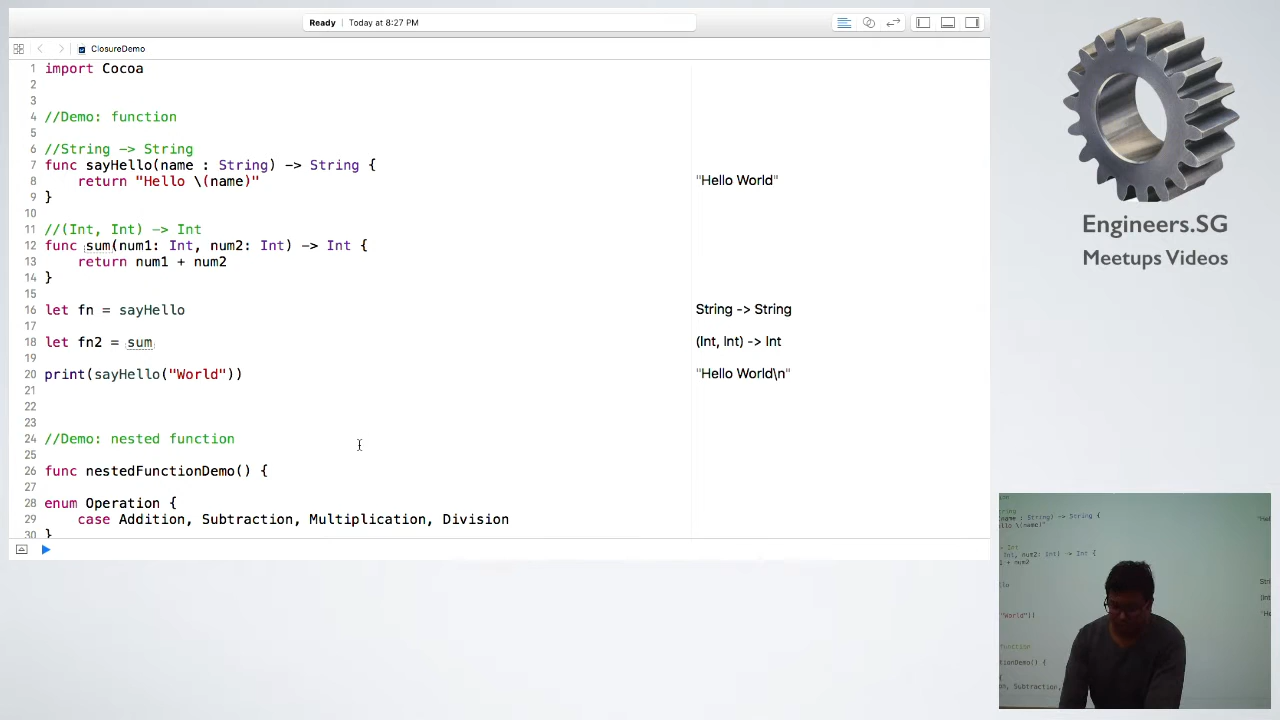 Ready | Today at 8:27 PM
ClosureDemo
1 import Cocoa
2
3
4 //Demo: function
5
6 //String -> String
7 func sayHello(name : String) -> String {
8 return "Hello \(name)" "Hello World"
9 }
10
11 //(Int, Int) -> Int
12 func sum(num1: Int, num2: Int) -> Int {
13 return num1 + num2
14 }
15
16 let fn = sayHello String -> String
17
18 let fn2 = sum (Int, Int) -> Int
19
20 print(sayHello("World")) "Hello World\n"
21
22
23
24 //Demo: nested function
25
26 func nestedFunctionDemo() {
27
28 enum Operation {
29 case Addition, Subtraction, Multiplication, Division
30 }
Engineers.SG
Meetups Videos